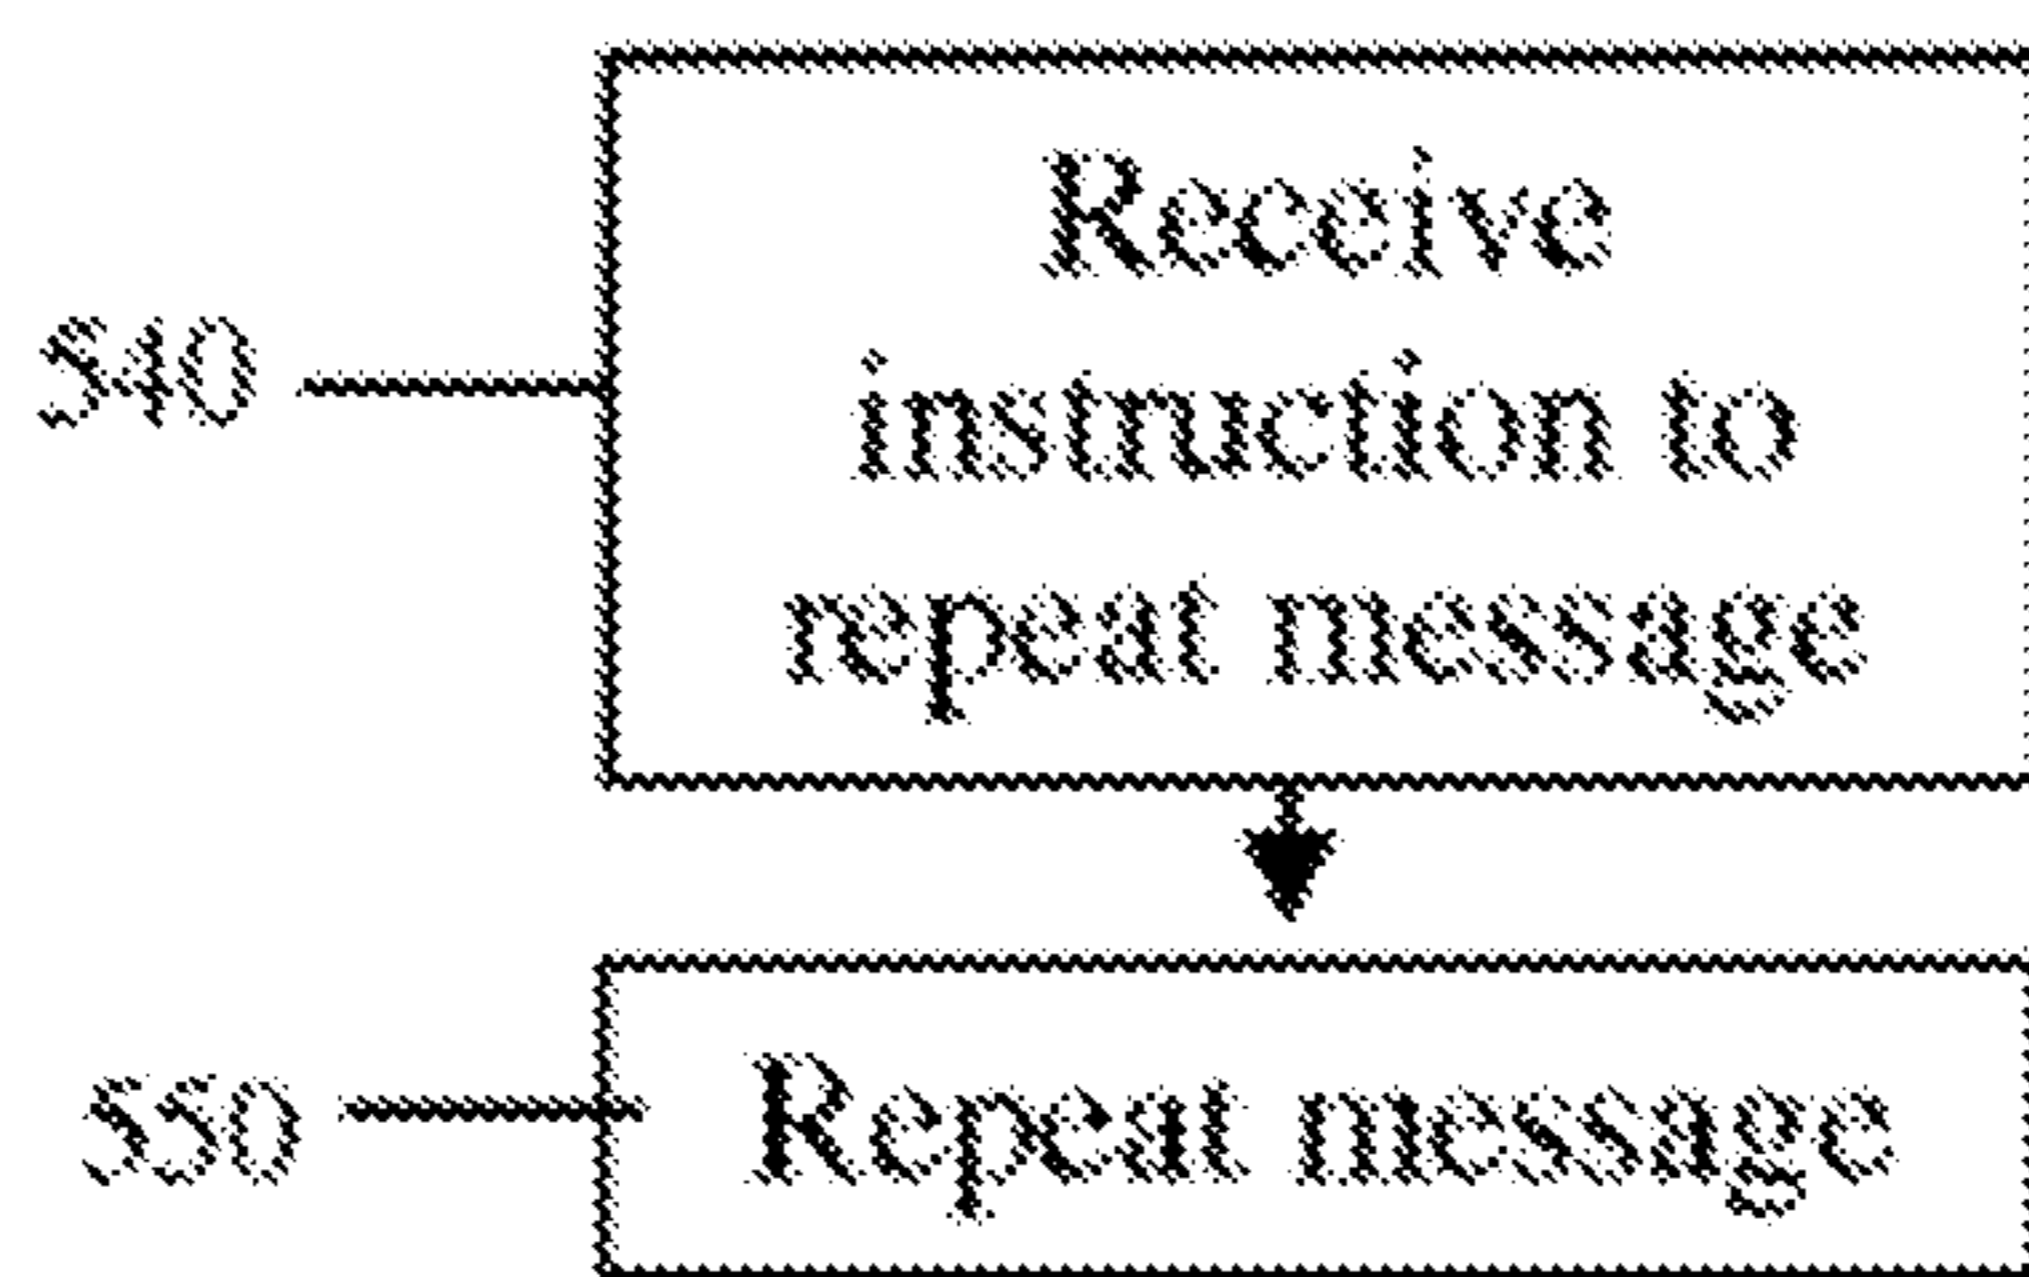 Receive
540
instruction to
repeat message
550
Repeat message